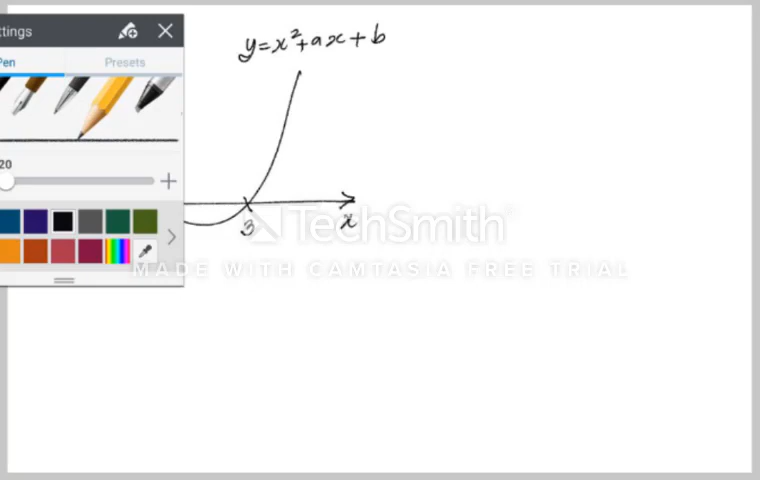 ttings
y=x²+ax+b
Pen Presets
20
3
x
TechSmith
MADE WITH CAMTASIA FREE TRIAL